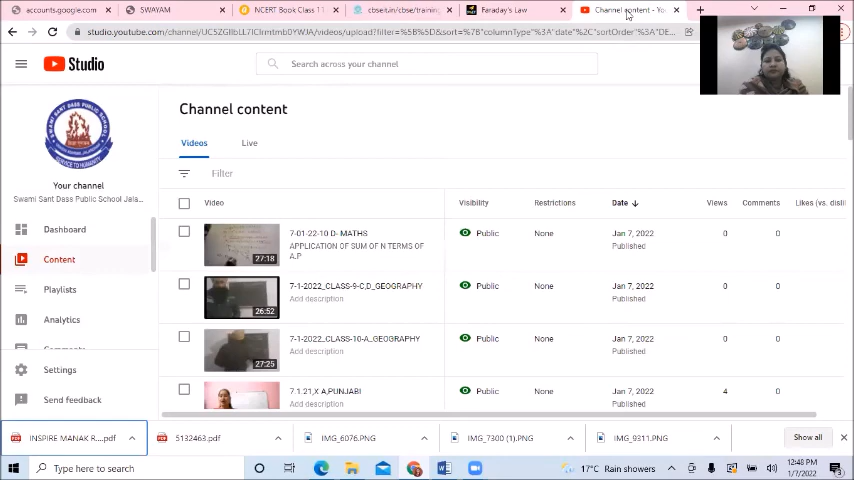 accounts.google.com
SWAYAM
NCERT Book Class 11
cbseit.in/cbse/training
Faraday's Law
Channel content - Yo
studio.youtube.com/channel/UC5ZGIlbLL7IClrmtmb0YWJA/videos/upload?filter=%5B%5D&sort=%7B"columnType"%3A"date"%2C"sortOrder"%3A"DE...
Studio
Search across your channel
Channel content
Your channel
Swami Sant Dass Public School Jala...
Dashboard
Content
Playlists
Analytics
Comments
Settings
Send feedback
Videos
Live
Filter
Video
Visibility
Restrictions
Date
Views
Comments
Likes (vs. disli
7-01-22-10 D- MATHS
APPLICATION OF SUM OF N TERMS OF A.P
27:18
Public
None
Jan 7, 2022
Published
0
0
7-1-2022_CLASS-9-C,D_GEOGRAPHY
Add description
26:52
Public
None
Jan 7, 2022
Published
0
0
7-1-2022_CLASS-10-A_GEOGRAPHY
Add description
27:25
Public
None
Jan 7, 2022
Published
0
0
7.1.21,X A,PUNJABI
Add description
Public
None
Jan 7, 2022
Published
4
0
INSPIRE MANAK R....pdf
5132463.pdf
IMG_6076.PNG
IMG_7300 (1).PNG
IMG_9311.PNG
Show all
Type here to search
17°C Rain showers
12:48 PM
1/7/2022
3